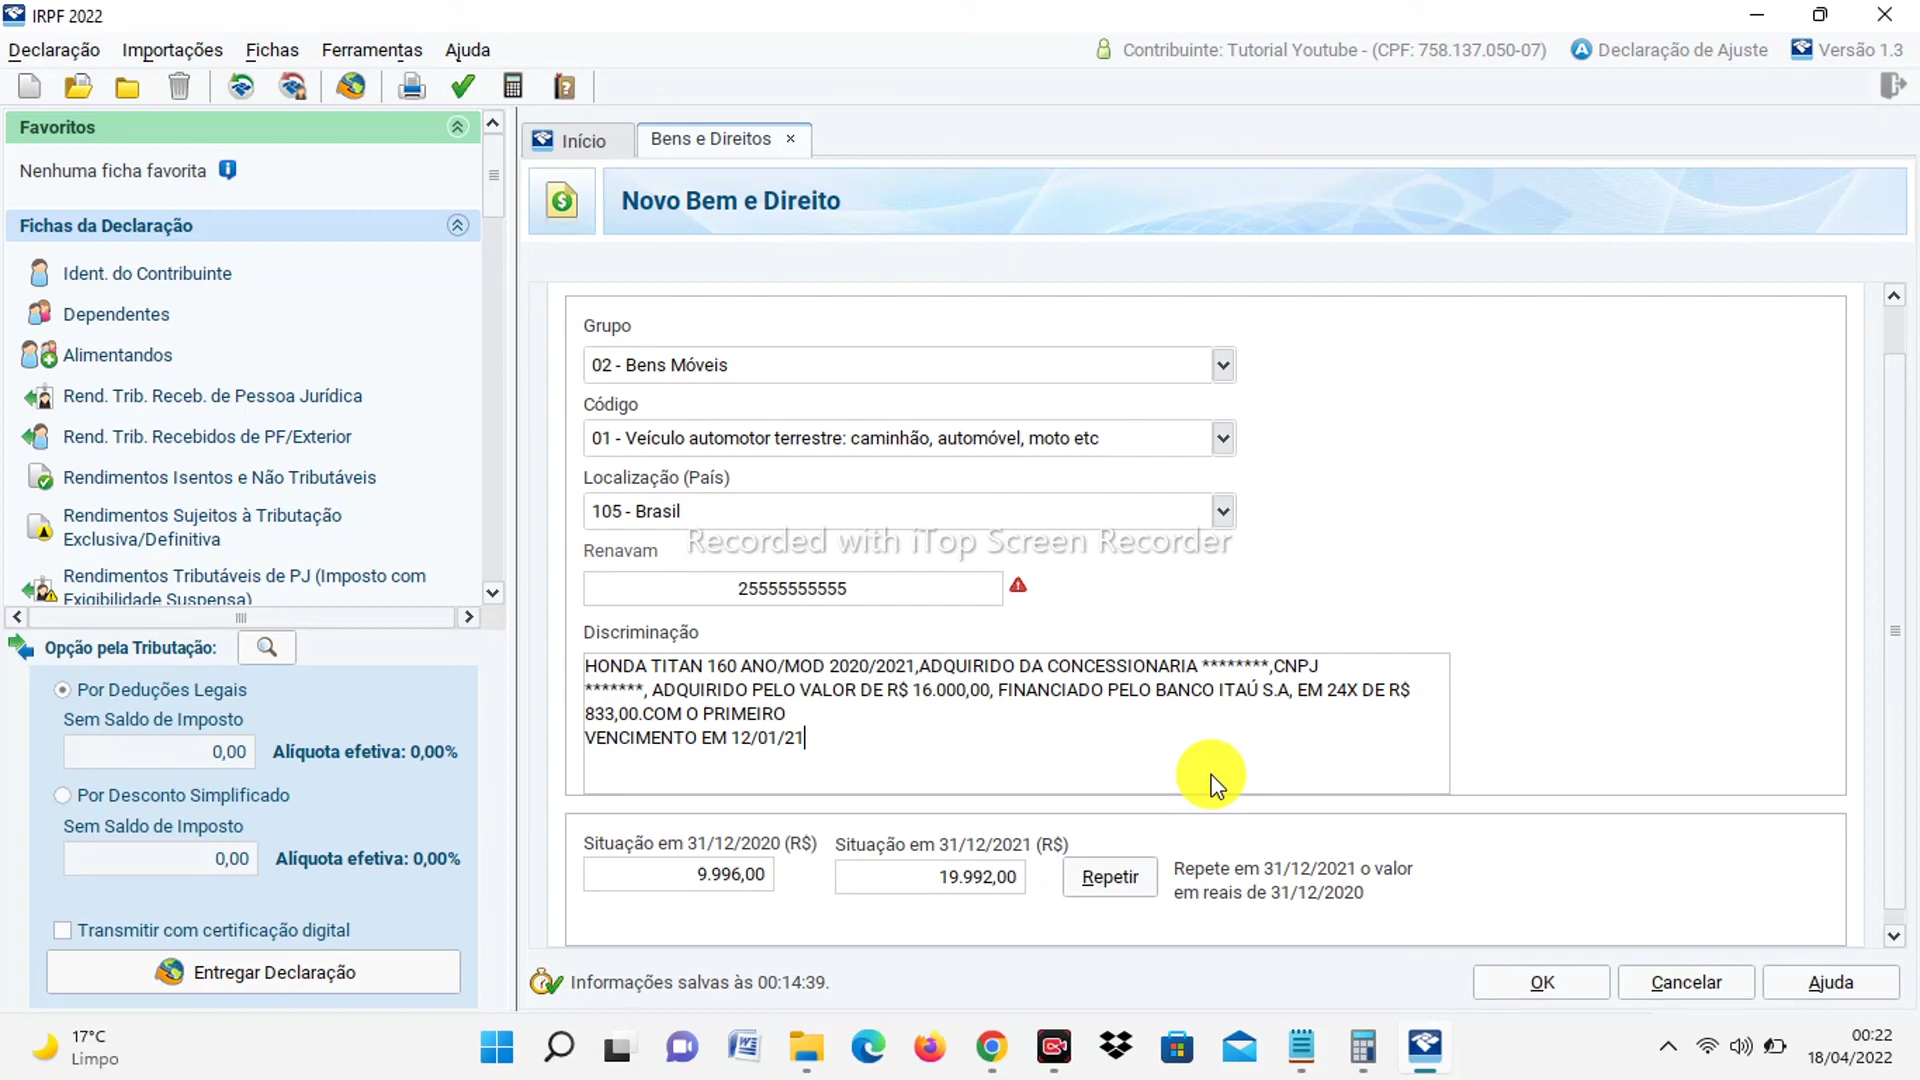 IRPF 2022
Declaração Importações Fichas Ferramentas Ajuda
Contribuinte: Tutorial Youtube - (CPF: 758.137.050-07) Declaração de Ajuste Versão 1.3
Favoritos
Nenhuma ficha favorita
Fichas da Declaração
Ident. do Contribuinte
Dependentes
Alimentandos
Rend. Trib. Receb. de Pessoa Jurídica
Rend. Trib. Recebidos de PF/Exterior
Rendimentos Isentos e Não Tributáveis
Rendimentos Sujeitos à Tributação
Exclusiva/Definitiva
Rendimentos Tributáveis de PJ (Imposto com
Exigibilidade Suspensa)
Opção pela Tributação:
Por Deduções Legais
Sem Saldo de Imposto
0,00 Alíquota efetiva: 0,00%
Por Desconto Simplificado
Sem Saldo de Imposto
0,00 Alíquota efetiva: 0,00%
Transmitir com certificação digital
Entregar Declaração
Início Bens e Direitos
Novo Bem e Direito
Grupo
02 - Bens Móveis
Código
01 - Veículo automotor terrestre: caminhão, automóvel, moto etc
Localização (País)
105 - Brasil
Recorded with iTop Screen Recorder
Renavam
25555555555
Discriminação
HONDA TITAN 160 ANO/MOD 2020/2021,ADQUIRIDO DA CONCESSIONARIA ********,CNPJ
*******, ADQUIRIDO PELO VALOR DE R$ 16.000,00, FINANCIADO PELO BANCO ITAÚ S.A, EM 24X DE R$
833,00.COM O PRIMEIRO
VENCIMENTO EM 12/01/21
Situação em 31/12/2020 (R$) Situação em 31/12/2021 (R$)
9.996,00 19.992,00 Repetir
Repete em 31/12/2021 o valor
em reais de 31/12/2020
Informações salvas às 00:14:39.
OK Cancelar Ajuda
17°C
Limpo
00:22
18/04/2022